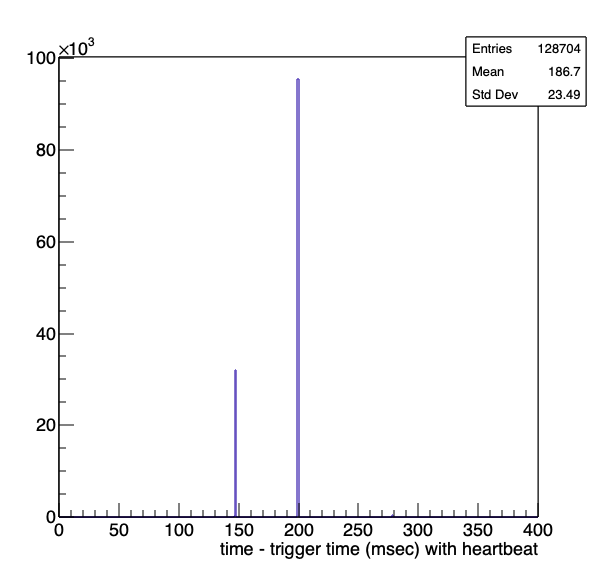 ×10³
Entries 128704
Mean 186.7
Std Dev 23.49
100
80
60
40
20
0
0 50 100 150 200 250 300 350 400
time - trigger time (msec) with heartbeat